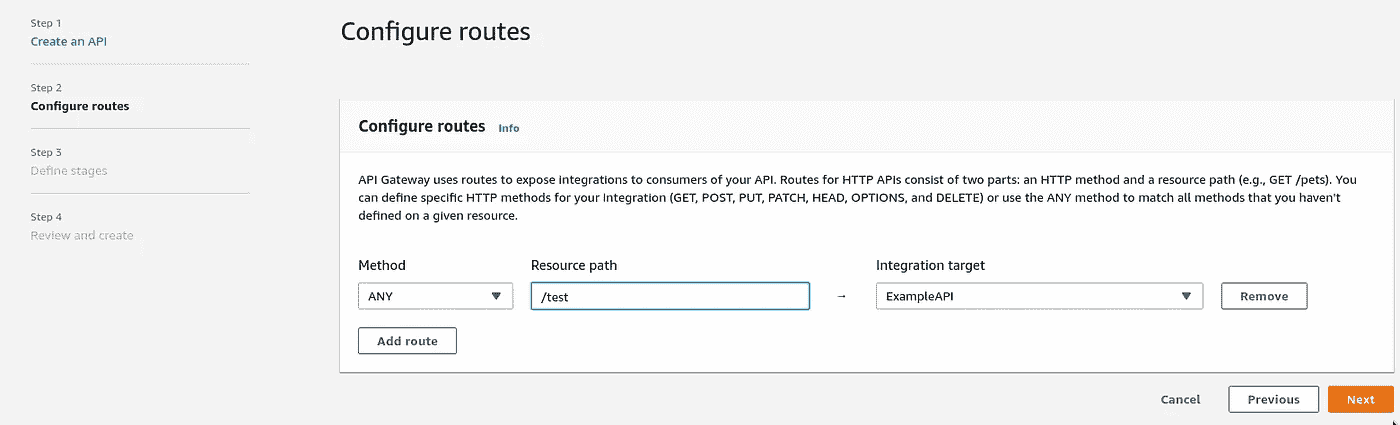 Step 1
Create an API
Step 2
Configure routes
Step 3
Define stages
Step 4
Review and create
Configure routes
Configure routes Info
API Gateway uses routes to expose integrations to consumers of your API. Routes for HTTP APIs consist of two parts: an HTTP method and a resource path (e.g., GET /pets). You
can define specific HTTP methods for your integration (GET, POST, PUT, PATCH, HEAD, OPTIONS, and DELETE) or use the ANY method to match all methods that you haven't
defined on a given resource.
Method Resource path Integration target
ANY /test → ExampleAPI Remove
Add route
Cancel Previous Next